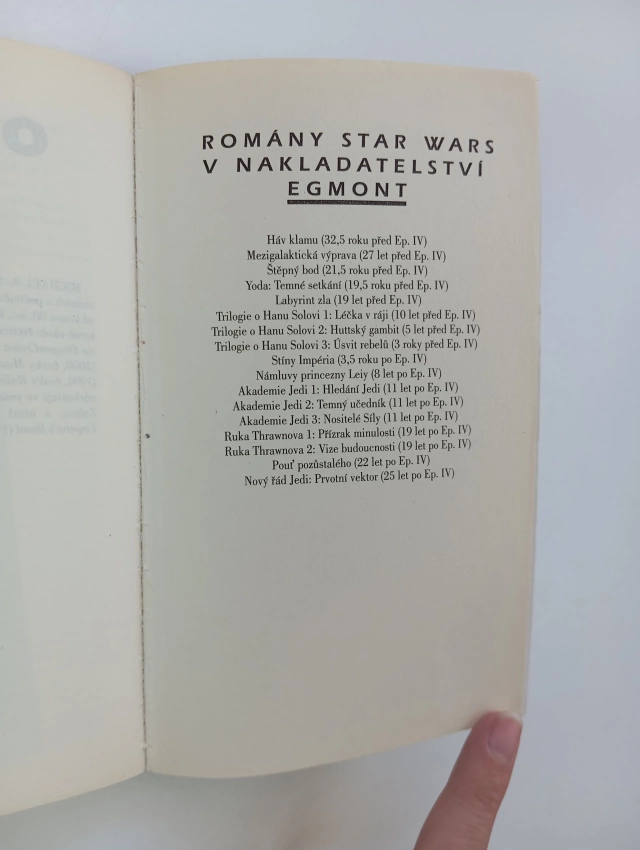 ROMÁNY STAR WARS
V NAKLADATELSTVÍ
EGMONT
Háv klamu (32,5 roku před Ep. IV)
Mezigalaktická výprava (27 let před Ep. IV)
Štěpný bod (21,5 roku před Ep. IV)
Yoda: Temné setkání (19,5 roku před Ep. IV)
Labyrint zla (19 let před Ep. IV)
Trilogie o Hanu Solovi 1: Léčka v ráji (10 let před Ep. IV)
Trilogie o Hanu Solovi 2: Huttský gambit (5 let před Ep. IV)
Trilogie o Hanu Solovi 3: Úsvit rebelů (3 roky před Ep. IV)
Stíny Impéria (3,5 roku po Ep. IV)
Námluvy princezny Leiy (8 let po Ep. IV)
Akademie Jedi 1: Hledání Jedi (11 let po Ep. IV)
Akademie Jedi 2: Temný učedník (11 let po Ep. IV)
Akademie Jedi 3: Nositelé Síly (11 let po Ep. IV)
Ruka Thrawnova 1: Přízrak minulosti (19 let po Ep. IV)
Ruka Thrawnova 2: Vize budoucnosti (19 let po Ep. IV)
Pouť pozůstalého (22 let po Ep. IV)
Nový řád Jedi: Prvotní vektor (25 let po Ep. IV)